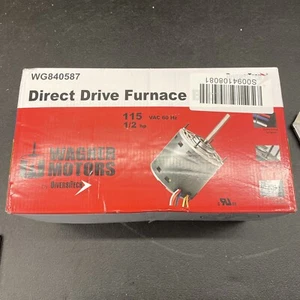 WG840587
S0094108081
Direct Drive Furnace
115 VAC 60 Hz
1/2 hp
WAGNER
MOTORS